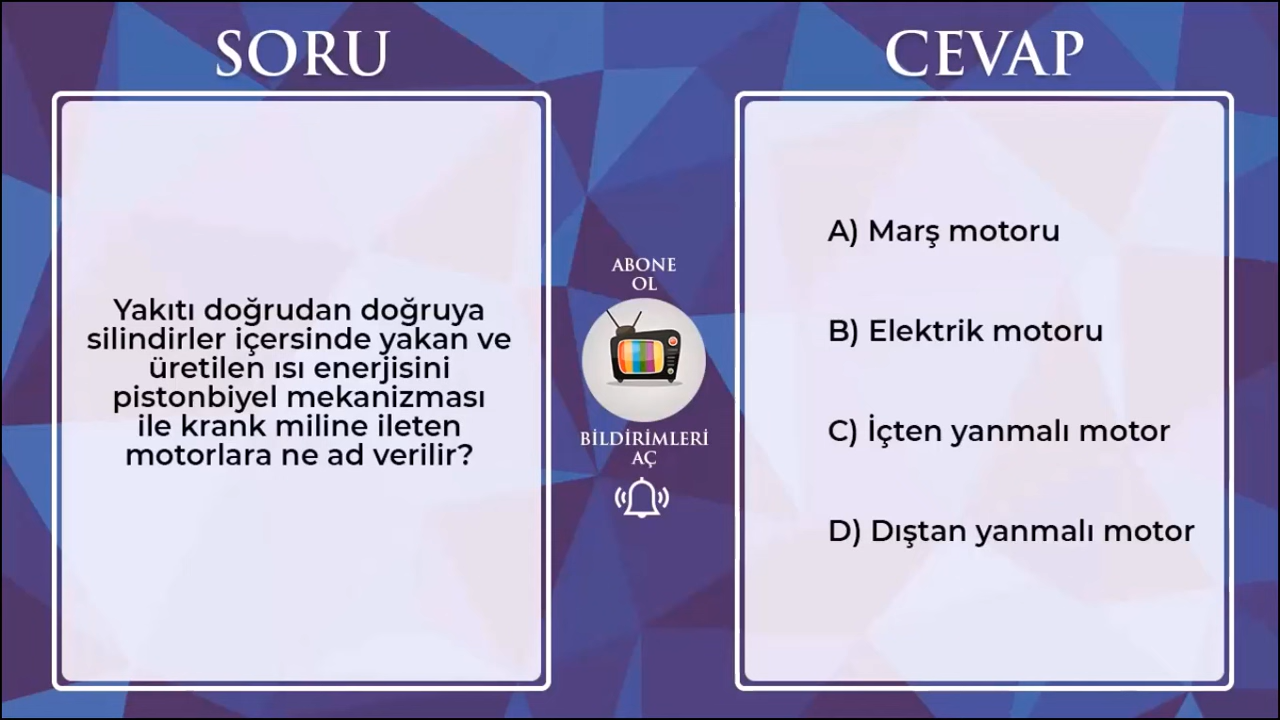 SORU
Yakıtı doğrudan doğruya
silindirler içersinde yakan ve
üretilen ısı enerjisini
pistonbiyel mekanizması
ile krank miline ileten
motorlara ne ad verilir?
ABONE
OL
BİLDİRİMLERİ
AÇ
CEVAP
A) Marş motoru
B) Elektrik motoru
C) İçten yanmalı motor
D) Dıştan yanmalı motor